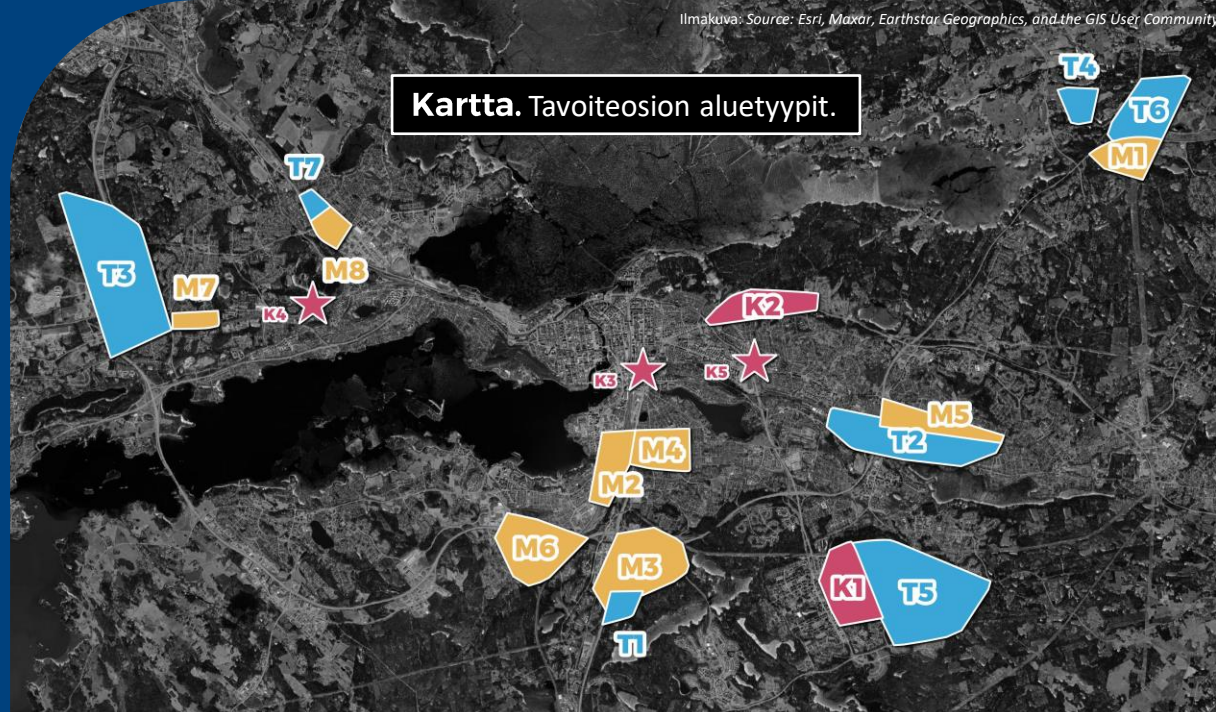 Ilmakuva: Source: Esri, Maxar, Earthstar Geographics, and the GIS User Community
Kartta. Tavoiteosion aluetyypit.
T4
T6
M1
T7
M8
T3
M7
K4
K2
K3
K5
M5
T2
M4
M2
M6
M3
K1
T5
T1